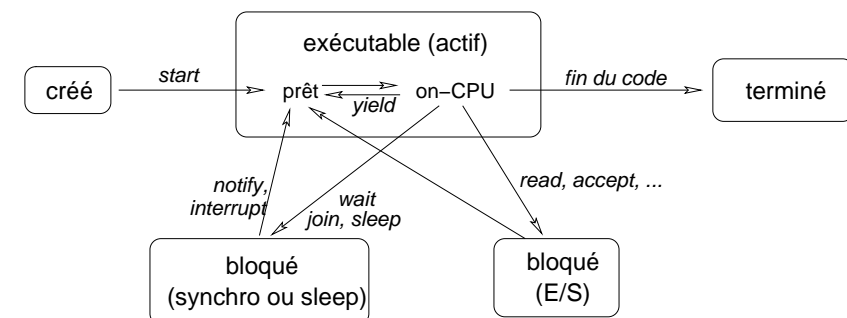 exécutable (actif)
créé
start
prêt
on–CPU
yield
fin du code
terminé
notify,
interrupt
wait
join, sleep
read, accept, ...
bloqué
(synchro ou sleep)
bloqué
(E/S)